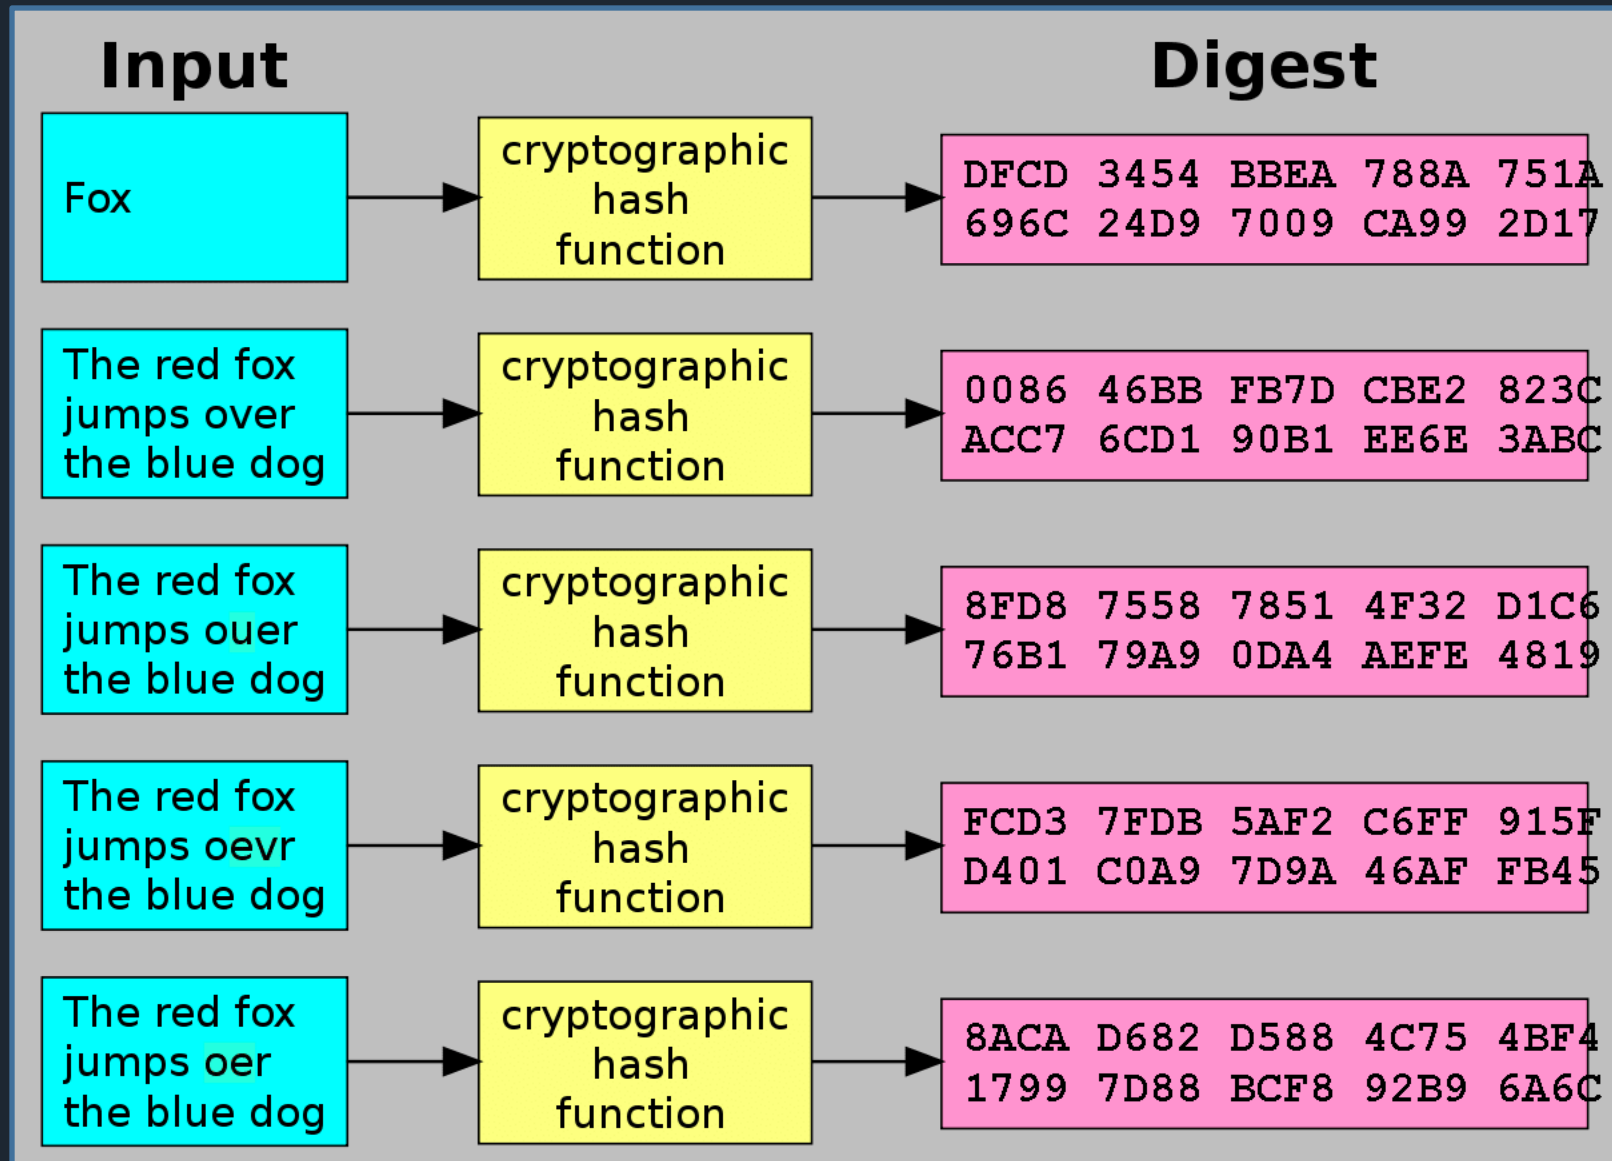 Input
Digest
Fox
cryptographic
hash
function
DFCD 3454 BBEA 788A 751A
696C 24D9 7009 CA99 2D17
The red fox
jumps over
the blue dog
cryptographic
hash
function
0086 46BB FB7D CBE2 823C
ACC7 6CD1 90B1 EE6E 3ABC
The red fox
jumps ouer
the blue dog
cryptographic
hash
function
8FD8 7558 7851 4F32 D1C6
76B1 79A9 0DA4 AEFE 4819
The red fox
jumps oevr
the blue dog
cryptographic
hash
function
FCD3 7FDB 5AF2 C6FF 915F
D401 C0A9 7D9A 46AF FB45
The red fox
jumps oer
the blue dog
cryptographic
hash
function
8ACA D682 D588 4C75 4BF4
1799 7D88 BCF8 92B9 6A6C